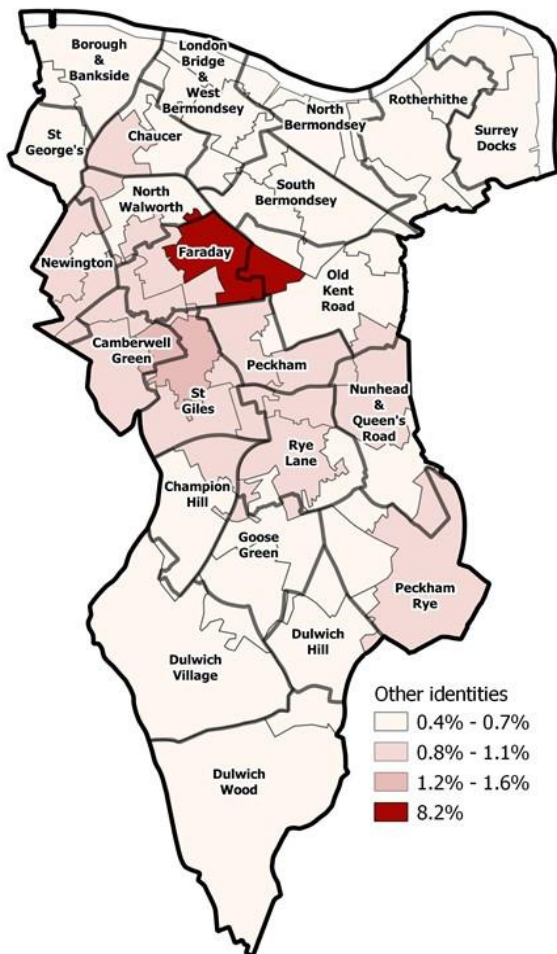 Borough
&
Bankside
London
Bridge
&
West
Bermondsey
North
Bermondsey
Rotherhithe
Surrey
Docks
St
George's
Chaucer
South
Bermondsey
North
Walworth
Newington
Faraday
Old
Kent
Road
Camberwell
Green
Peckham
St
Giles
Nunhead
&
Queen's
Road
Rye
Lane
Champion
Hill
Goose
Green
Peckham
Rye
Dulwich
Village
Dulwich
Hill
Dulwich
Wood
Other identities
0.4% - 0.7%
0.8% - 1.1%
1.2% - 1.6%
8.2%